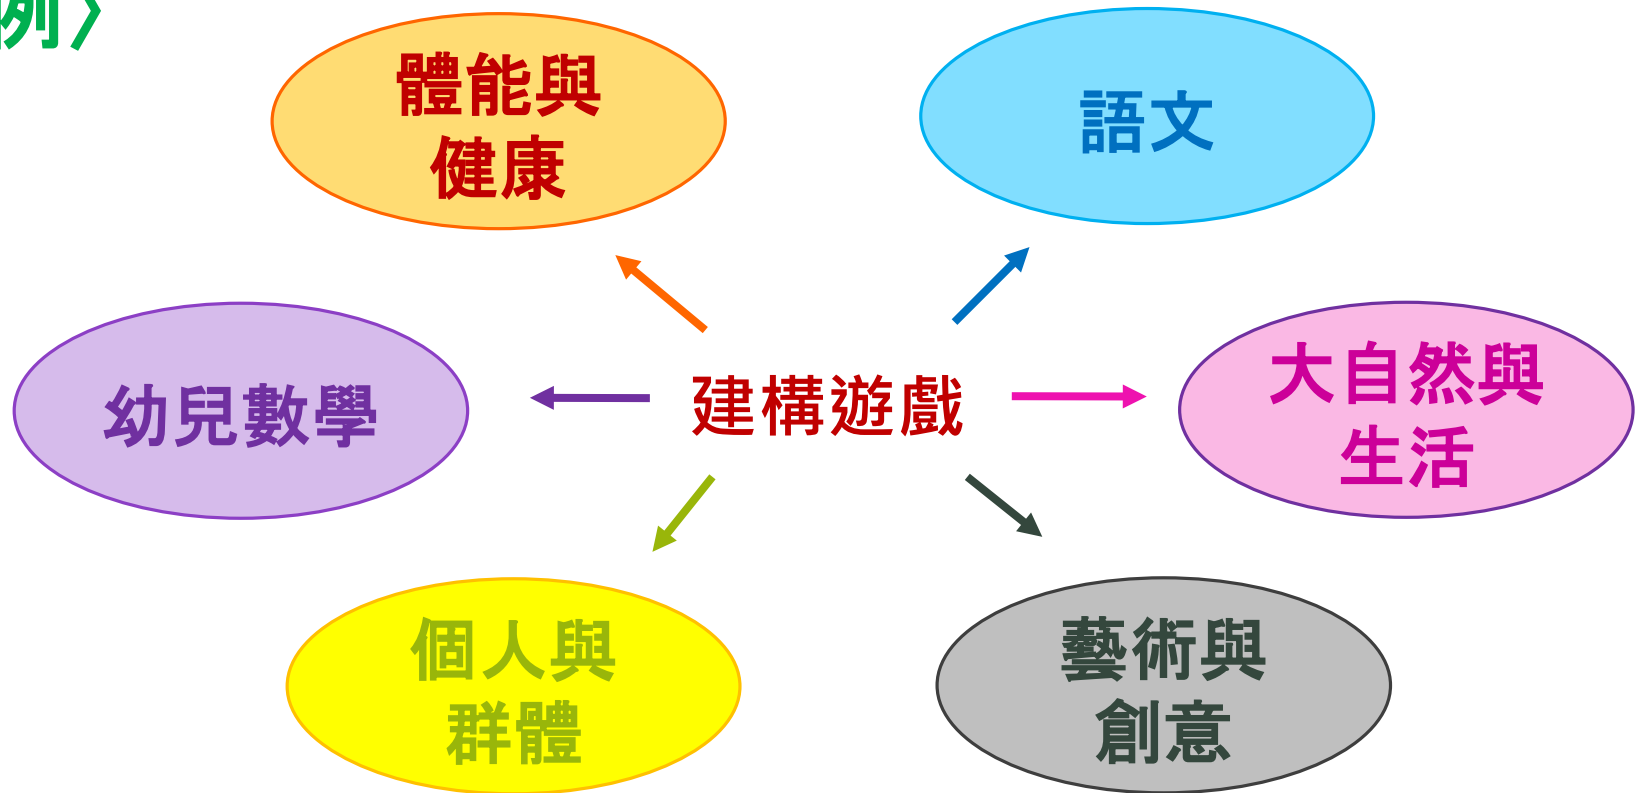 例〉
體能與
健康
語文
幼兒數學
建構遊戲
大自然與
生活
個人與
群體
藝術與
創意